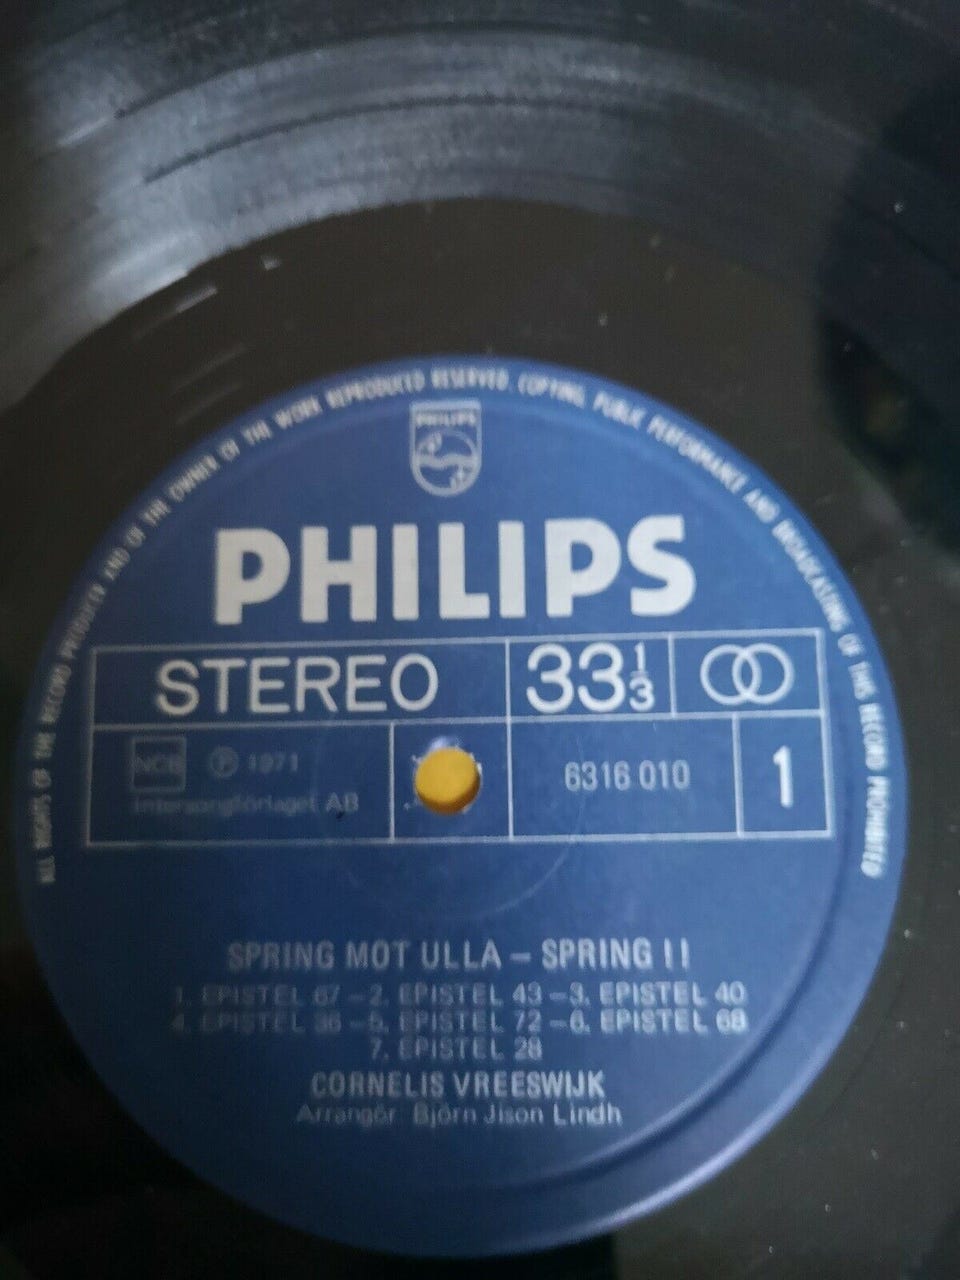 ALL RIGHTS OF THE RECORD PRODUCER AND OF THE OWNER OF THE WORK REPRODUCED RESERVED. COPYING, PUBLIC PERFORMANCE AND BROADCASTING OF THIS RECORD PROHIBITED
PHILIPS
PHILIPS
STEREO 33 1/3
NCB Ⓟ 1971 6316 010 1
Intersongförlaget AB
SPRING MOT ULLA – SPRING !!
1. EPISTEL 67 – 2. EPISTEL 43 – 3. EPISTEL 40
4. EPISTEL 36 – 5. EPISTEL 72 – 6. EPISTEL 68
7. EPISTEL 28
CORNELIS VREESWIJK
Arrangör: Björn Jison Lindh